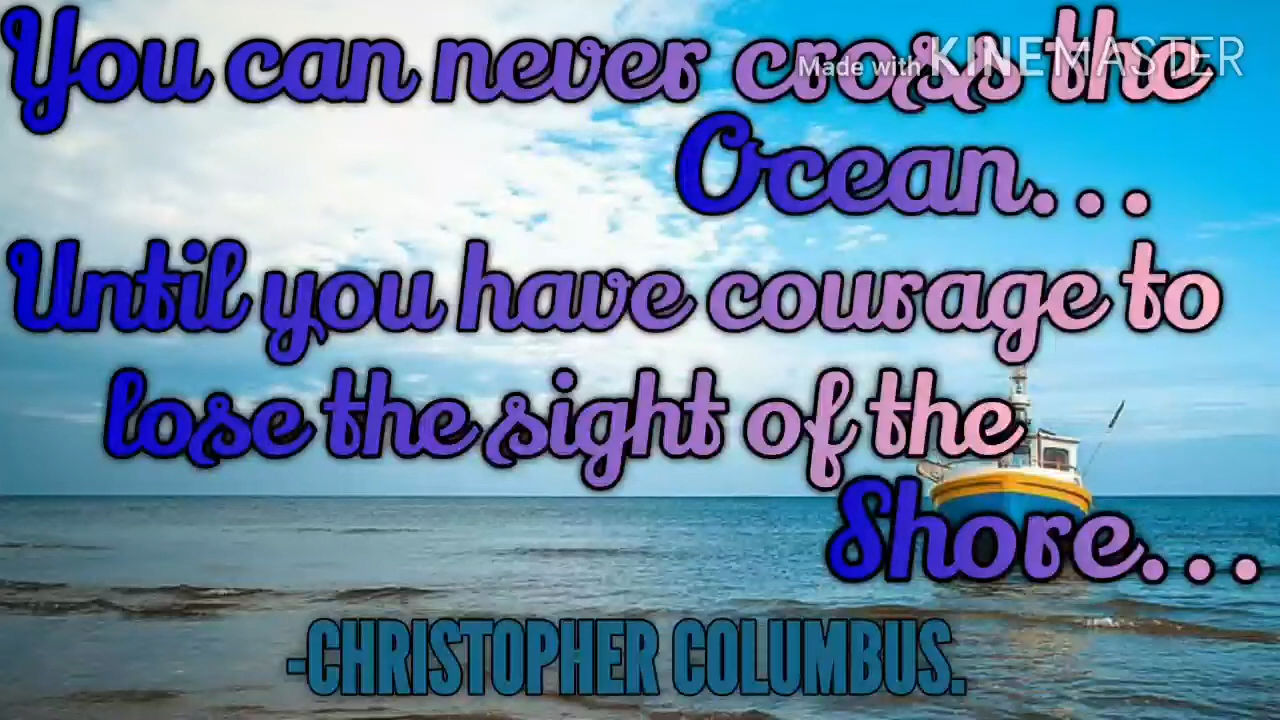 You can never cross the
Made with KINEMASTER
Ocean...
Until you have courage to
lose the sight of the
Shore...
-CHRISTOPHER COLUMBUS.